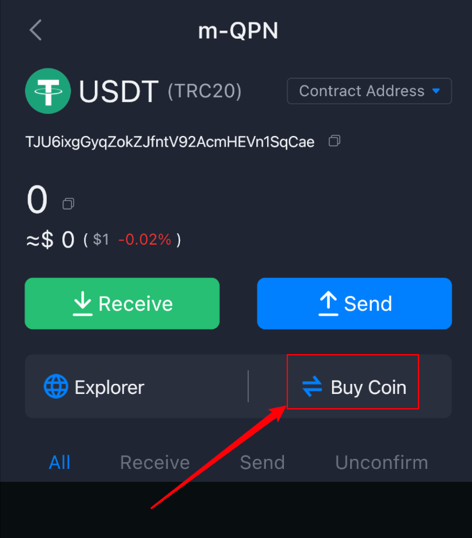 m-QPN
USDT (TRC20) Contract Address
TJU6ixgGyqZokZJfntV92AcmHEVn1SqCae
0
≈$ 0 ( $1 -0.02% )
Receive Send
Explorer Buy Coin
All Receive Send Unconfirm